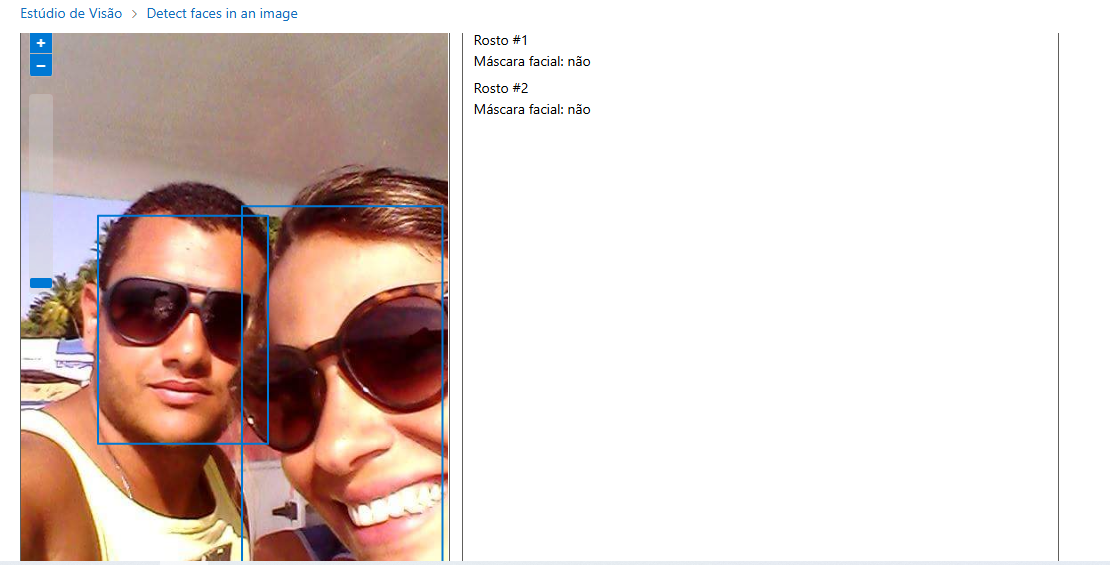 Estúdio de Visão > Detect faces in an image
+
−
Rosto #1
Máscara facial: não
Rosto #2
Máscara facial: não